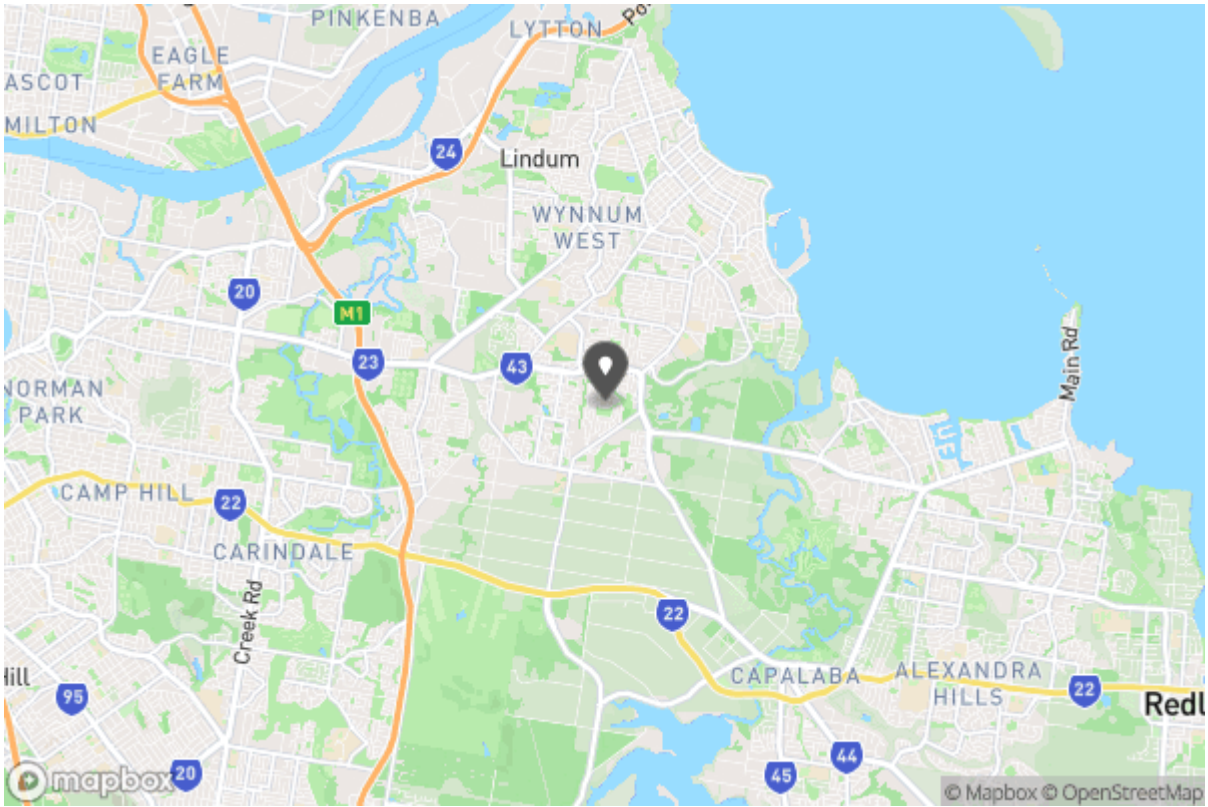 PINKENBA
LYTTON
Po
EAGLE
FARM
ASCOT
MILTON
24
Lindum
WYNNUM
WEST
20
M1
23
43
Main Rd
NORMAN
PARK
CAMP HILL
22
CARINDALE
Creek Rd
22
CAPALABA
ALEXANDRA
HILLS
22
Redl
Hill
95
20
44
45
mapbox
© Mapbox © OpenStreetMap